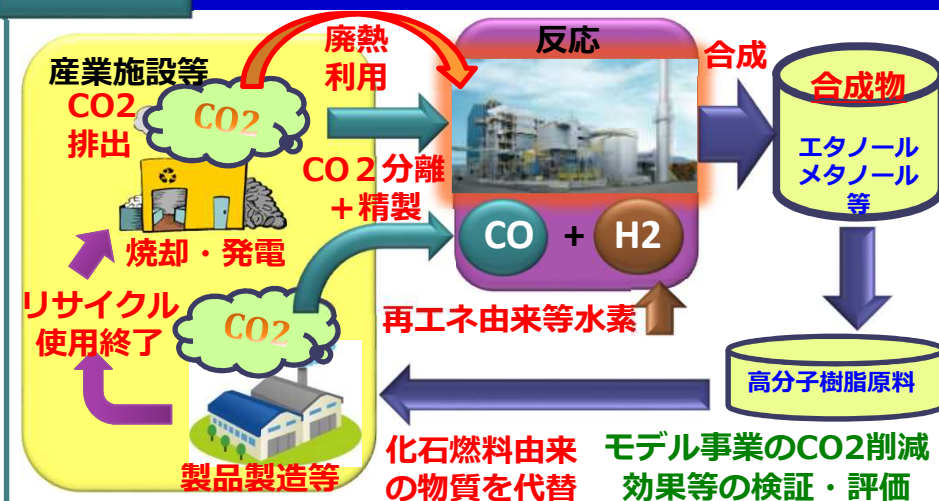 産業施設等
CO2
排出
CO2
廃熱
利用
CO２分離
＋精製
焼却・発電
リサイクル
使用終了
CO2
製品製造等
反応
CO + H2
再エネ由来等水素
合成
合成物
エタノール
メタノール
等
高分子樹脂原料
化石燃料由来
の物質を代替
モデル事業のCO2削減
効果等の検証・評価